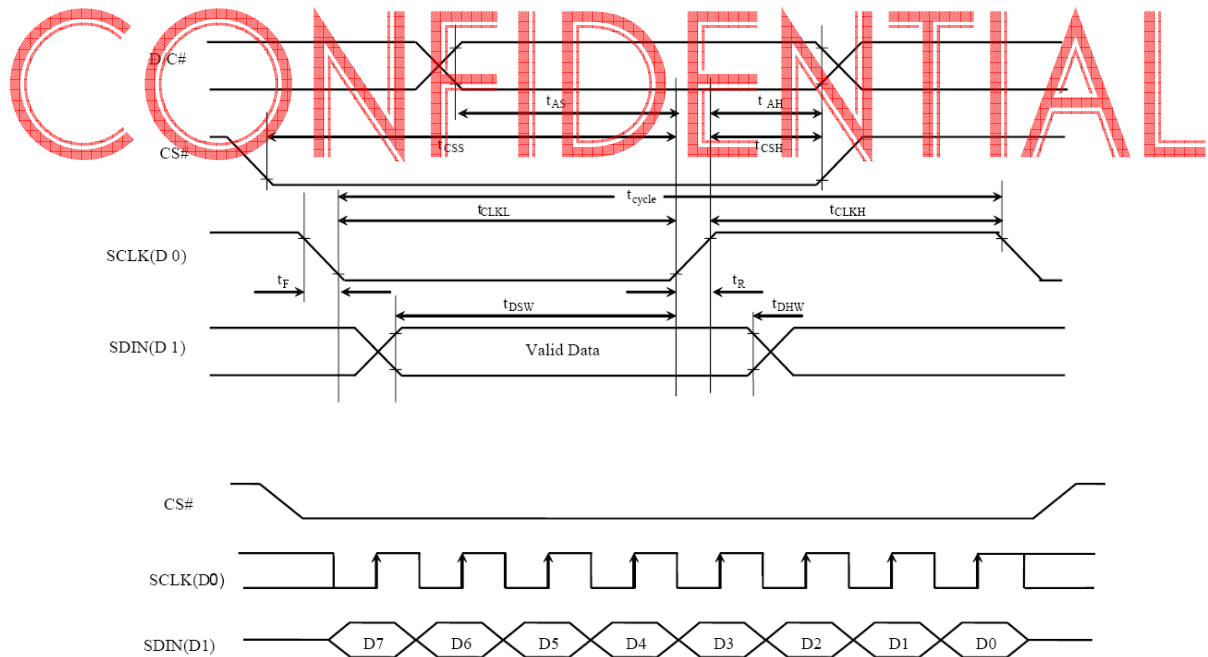 CONFIDENTIAL
D/C#
tAS tAH
CS#
tCSS tCSH
tcycle
tCLKL tCLKH
SCLK(D 0)
tF tR
tDSW tDHW
SDIN(D 1) Valid Data
CS#
SCLK(D0)
SDIN(D1) D7 D6 D5 D4 D3 D2 D1 D0